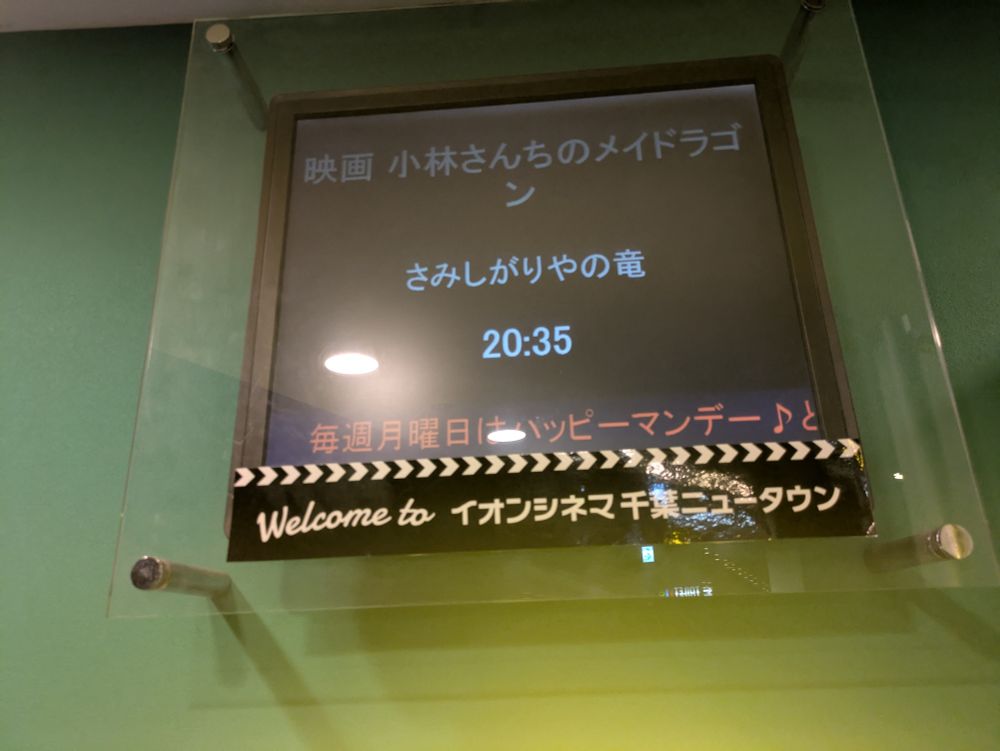 映画 小林さんちのメイドラゴ
ン
さみしがりやの竜
20:35
毎週月曜日はハッピーマンデー♪と
Welcome to イオンシネマ千葉ニュータウン